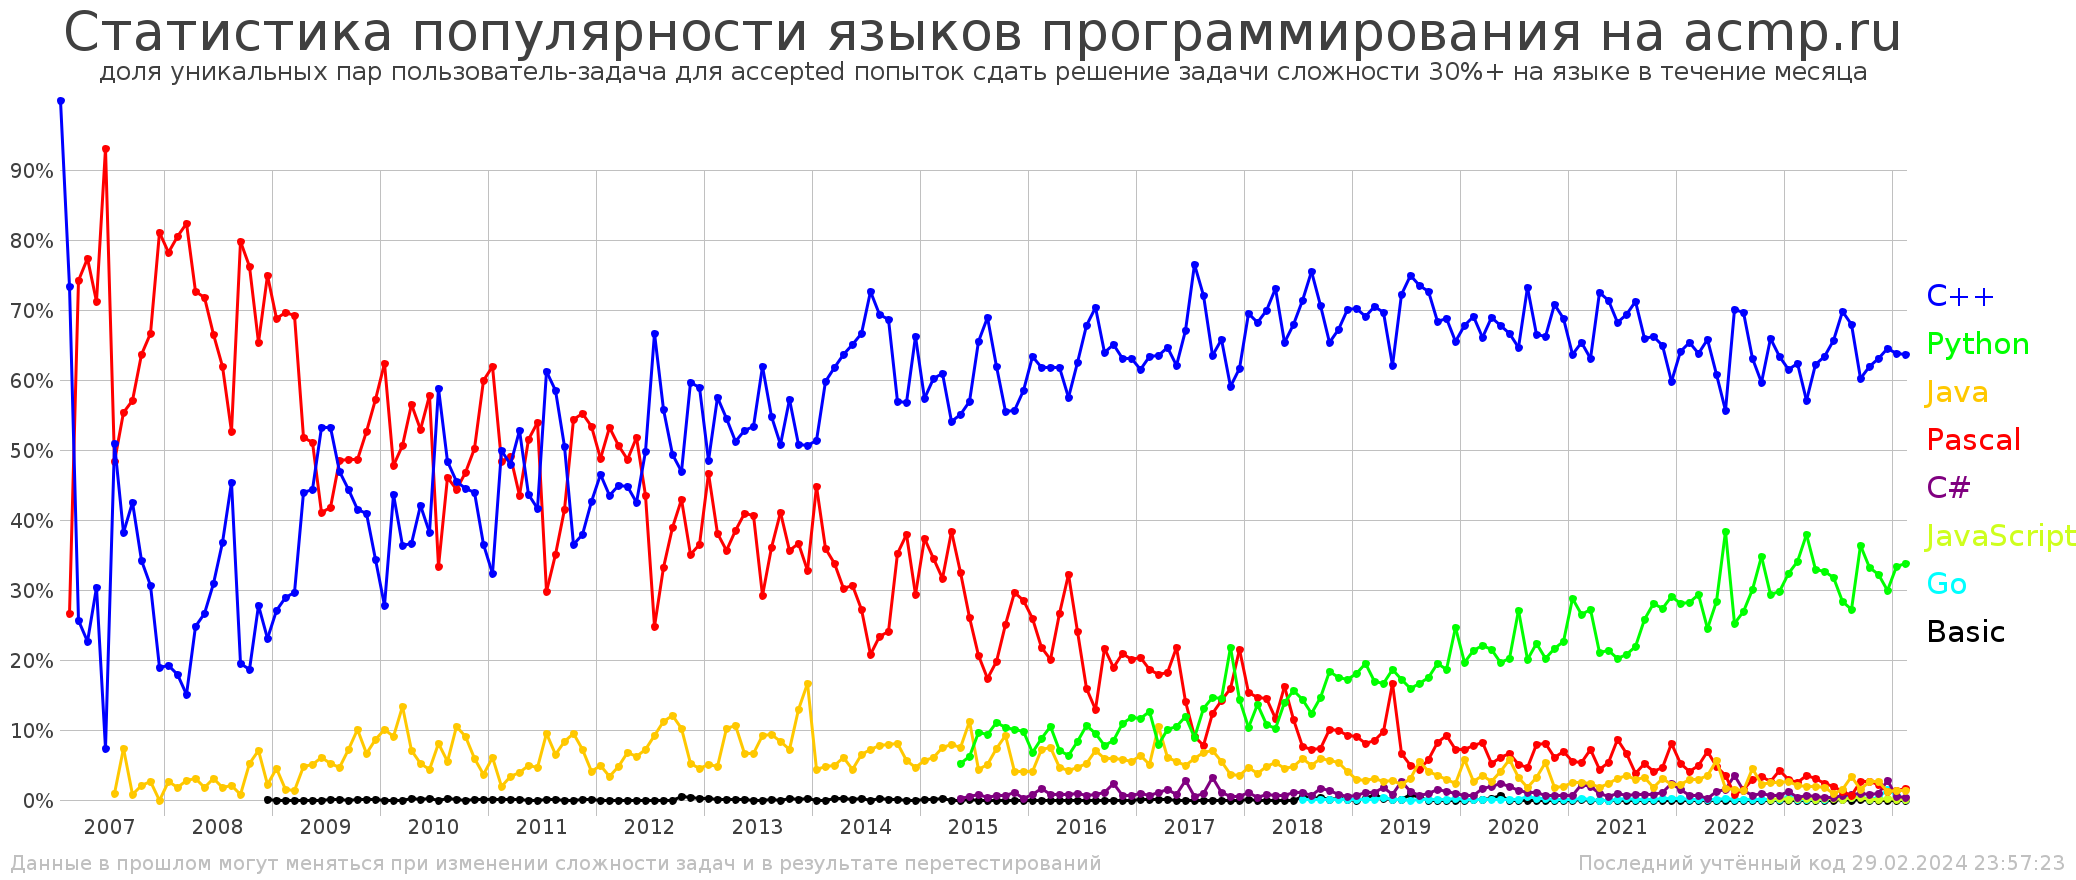 Статистика популярности языков программирования на acmp.ru
доля уникальных пар пользователь-задача для accepted попыток сдать решение задачи сложности 30%+ на языке в течение месяца
90%
80%
70%
60%
50%
40%
30%
20%
10%
0%
2007 2008 2009 2010 2011 2012 2013 2014 2015 2016 2017 2018 2019 2020 2021 2022 2023
C++
Python
Java
Pascal
C#
JavaScript
Go
Basic
Данные в прошлом могут меняться при изменении сложности задач и в результате перетестирований
Последний учтённый код 29.02.2024 23:57:23